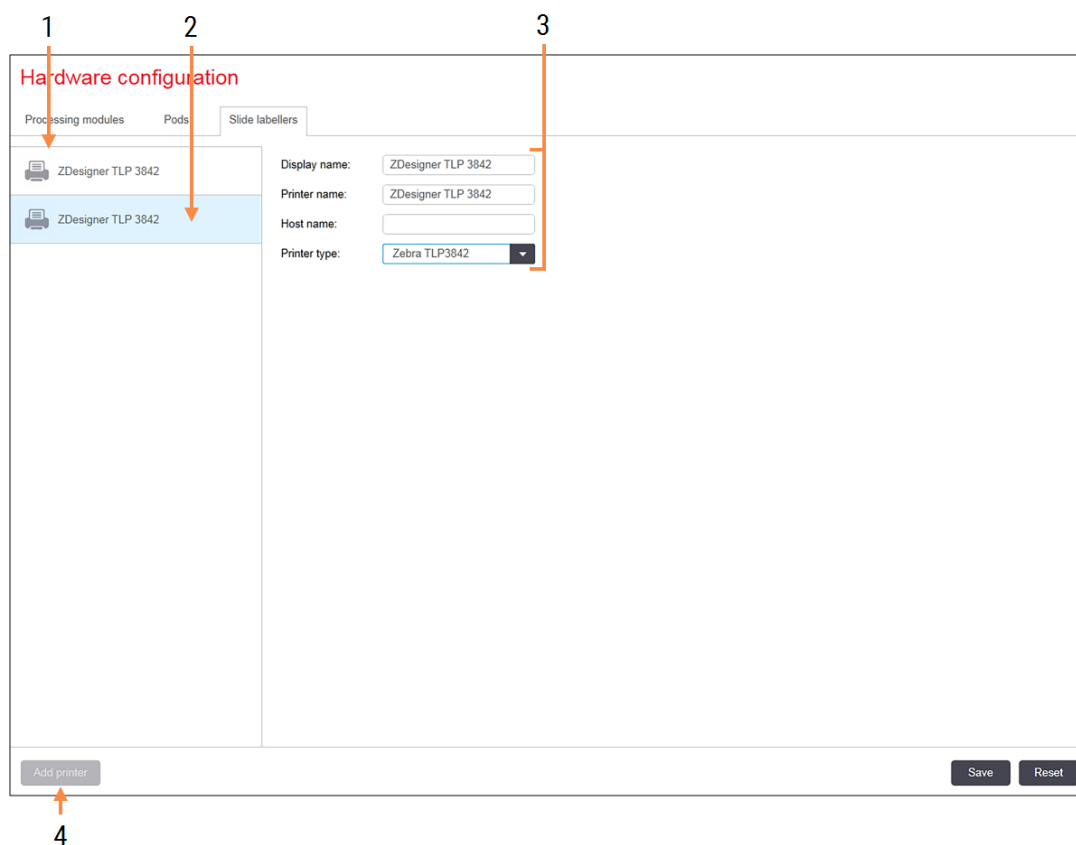 1 2 3
Hardware configuration
Processing modules Pods Slide labellers
ZDesigner TLP 3842
ZDesigner TLP 3842
Display name: ZDesigner TLP 3842
Printer name: ZDesigner TLP 3842
Host name:
Printer type: Zebra TLP3842
Add printer Save Reset
4